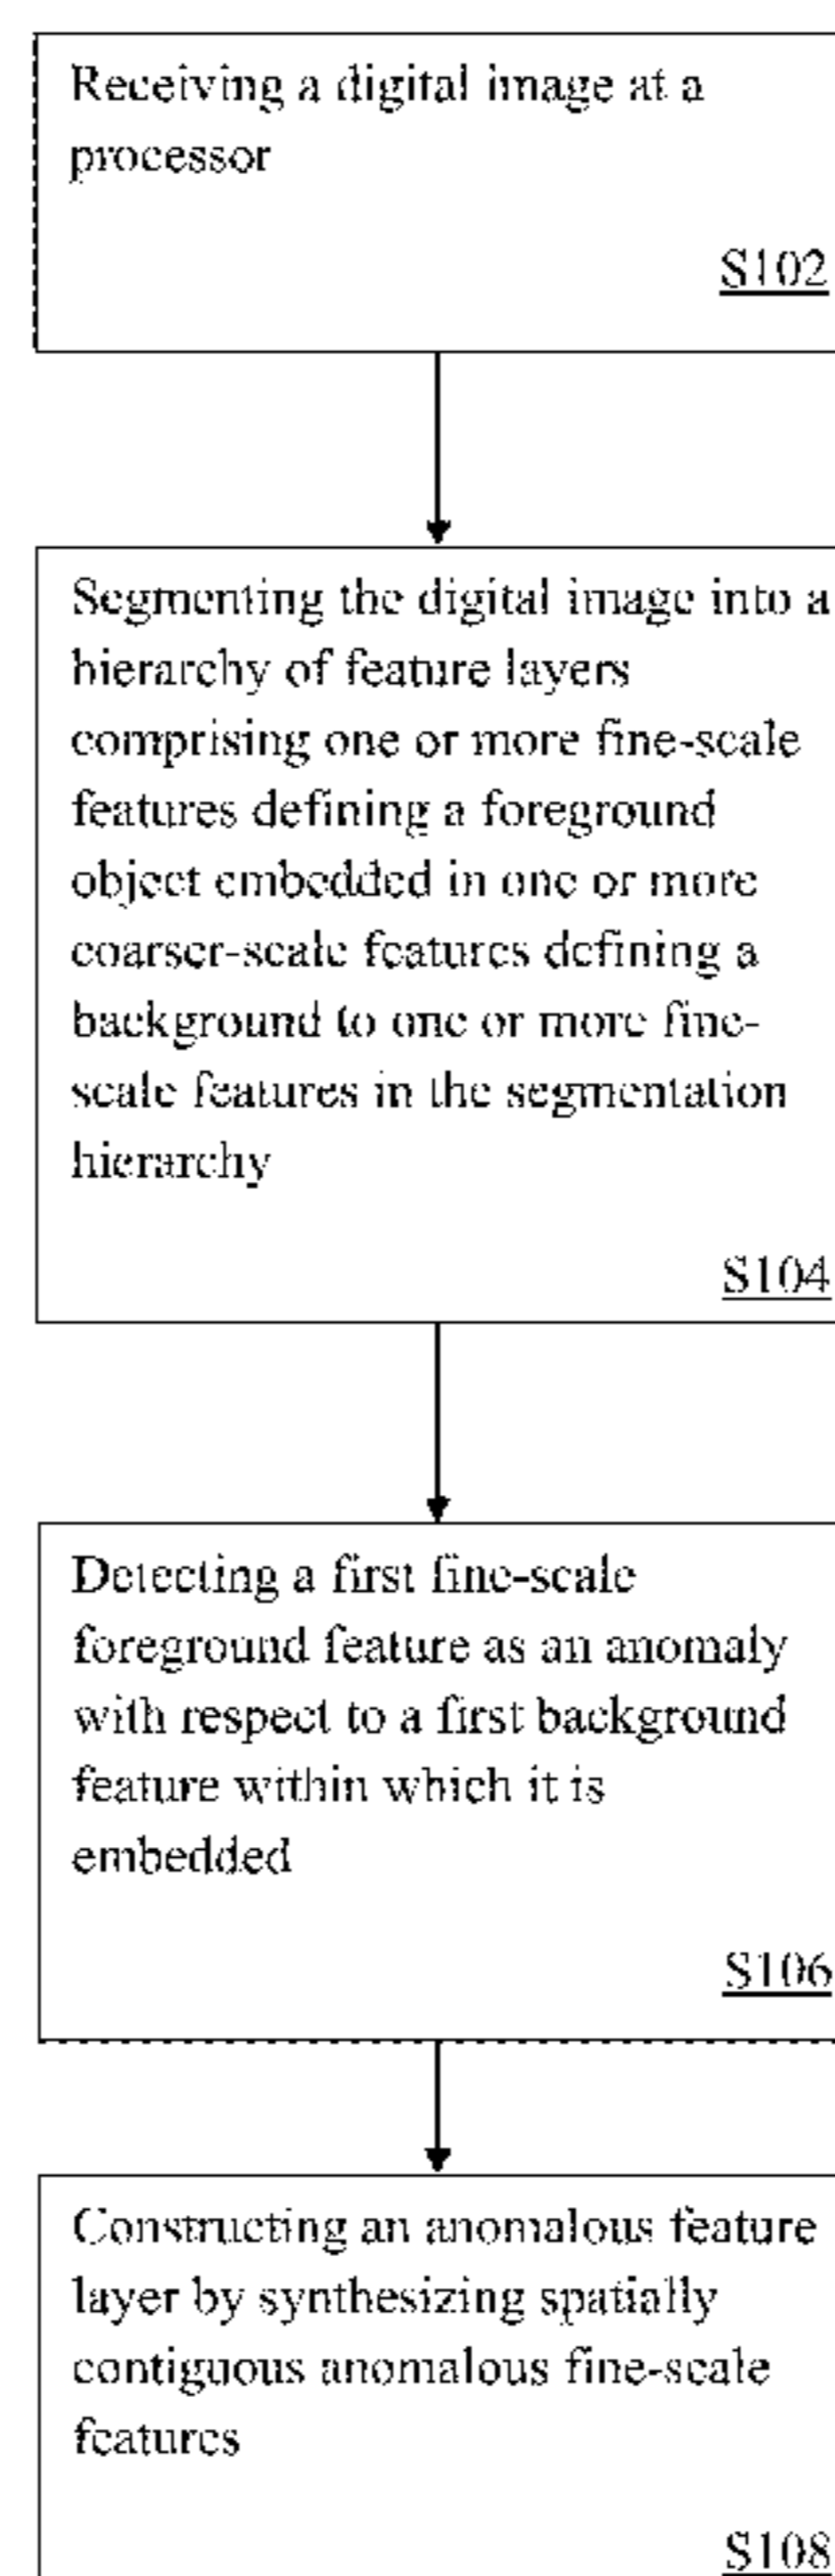 Receiving a digital image at a
processor
S102
Segmenting the digital image into a
hierarchy of feature layers
comprising one or more fine-scale
features defining a foreground
object embedded in one or more
coarser-scale features defining a
background to one or more fine-
scale features in the segmentation
hierarchy
S104
Detecting a first fine-scale
foreground feature as an anomaly
with respect to a first background
feature within which it is
embedded
S106
Constructing an anomalous feature
layer by synthesizing spatially
contiguous anomalous fine-scale
features
S108